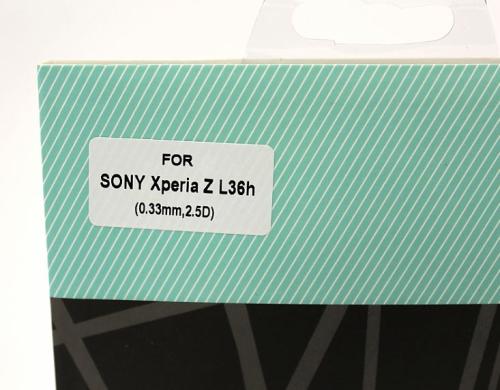 FOR
SONY Xperia Z L36h
(0.33mm,2.5D)